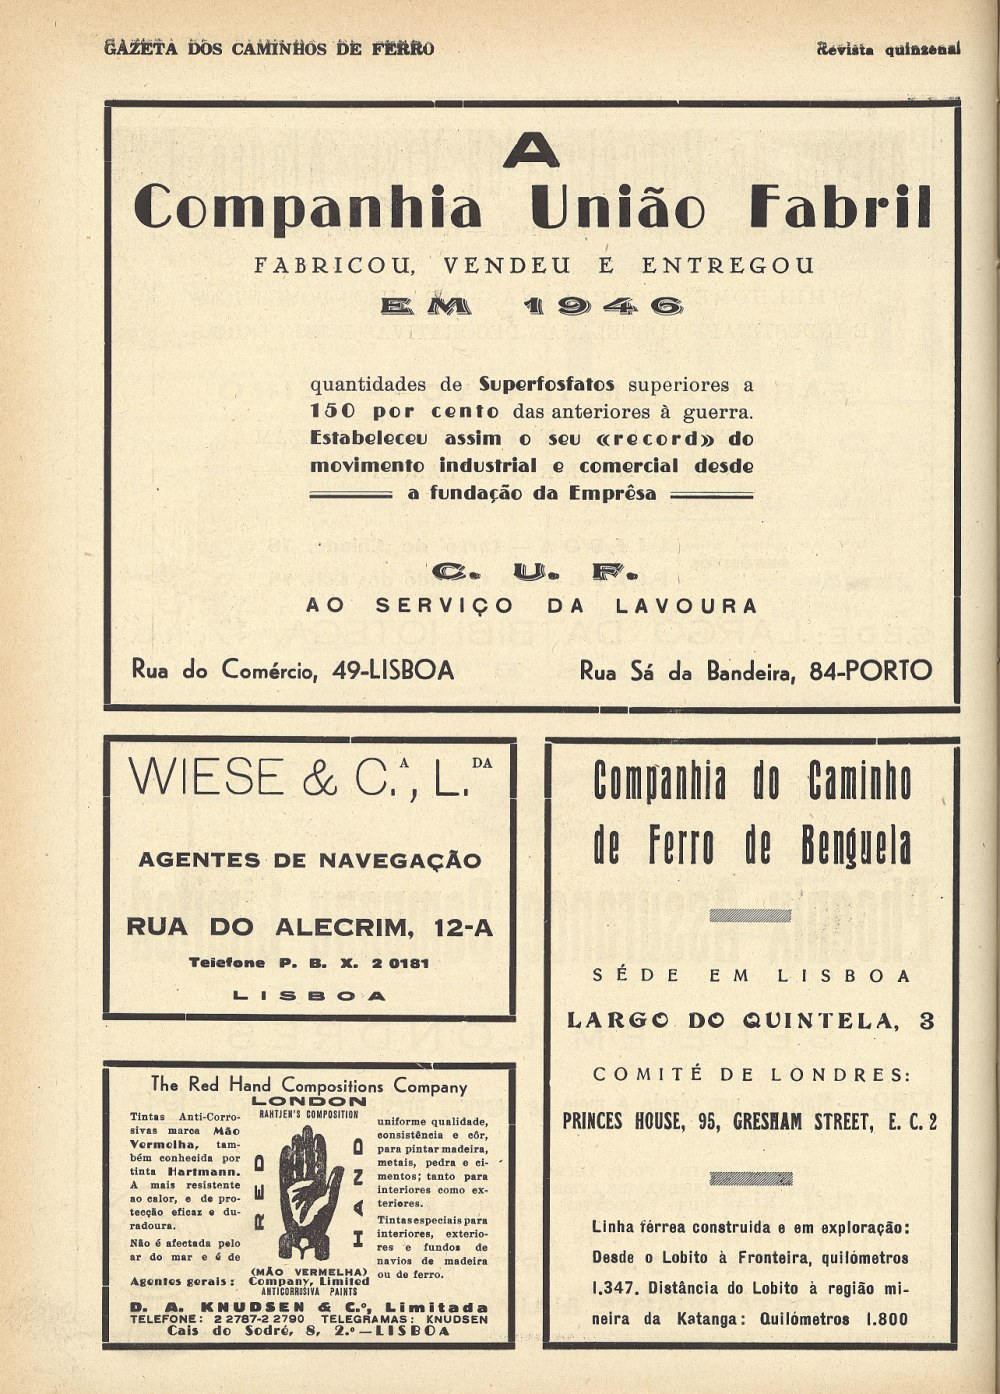 GAZETA DOS CAMINHOS DE FERRO
Revista quinzenal
A
Companhia União Fabril
FABRICOU, VENDEU E ENTREGOU
EM 1946
quantidades de Superfosfatos superiores a
150 por cento das anteriores à guerra.
Estabeleceu assim o seu «record» do
movimento industrial e comercial desde
a fundação da Emprêsa
C. U. F.
AO SERVIÇO DA LAVOURA
Rua do Comércio, 49-LISBOA
Rua Sá da Bandeira, 84-PORTO
WIESE & C.A, L.DA
AGENTES DE NAVEGAÇÃO
RUA DO ALECRIM, 12-A
Telefone P. B. X. 2 0181
LISBOA
The Red Hand Compositions Company
LONDON
RAHTJEN'S COMPOSITION
Tintas Anti-Corro-
sivas marca Mão
Vermelha, tam-
bém conhecida por
tinta Hartmann.
A mais resistente
ao calor, e de pro-
tecção eficaz e du-
radoura.
Não é afectada pelo
ar do mar e é de
RED
HAND
uniforme qualidade,
consistência e côr,
para pintar madeira,
metais, pedra e ci-
mentos; tanto para
interiores como ex-
teriores.
Tintas especiais para
interiores, exterio-
res e fundos de
navios de madeira
ou de ferro.
(MÃO VERMELHA)
Company, Limited
ANTICORRISIVA PAINTS
Agentes gerais:
D. A. KNUDSEN & C.º, Limitada
TELEFONE: 2 2787-2 2790 TELEGRAMAS: KNUDSEN
Cais do Sodré, 8, 2.º — LISBOA
Companhia do Caminho
de Ferro de Benguela
SÉDE EM LISBOA
LARGO DO QUINTELA, 3
COMITÉ DE LONDRES:
PRINCES HOUSE, 95, GRESHAM STREET, E. C. 2
Linha férrea construida e em exploração:
Desde o Lobito à Fronteira, quilómetros
1.347. Distância do Lobito à região mi-
neira da Katanga: Quilómetros 1.800